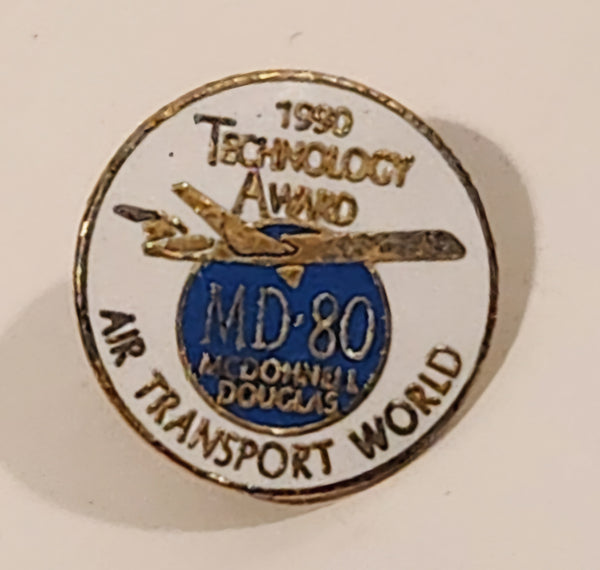 1990
TECHNOLOGY
AWARD
MD-80
MCDONNELL
DOUGLAS
AIR TRANSPORT WORLD